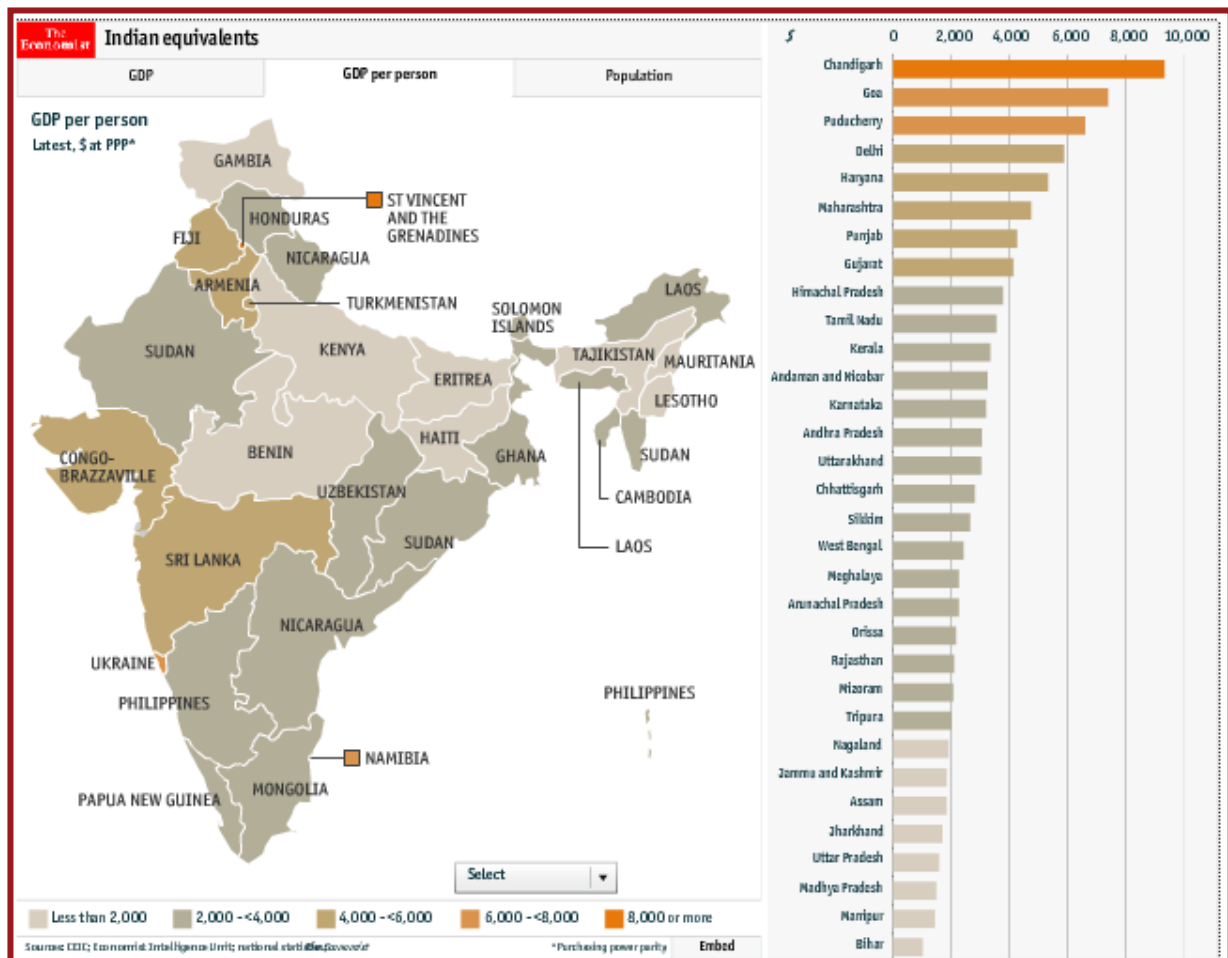 The
Economist
Indian equivalents
GDP
GDP per person
Population
GDP per person
Latest, $ at PPP*
GAMBIA
ST VINCENT
AND THE
GRENADINES
HONDURAS
FIJI
NICARAGUA
ARMENIA
TURKMENISTAN
LAOS
SOLOMON
ISLANDS
SUDAN
KENYA
TAJIKISTAN
MAURITANIA
ERITREA
LESOTHO
HAITI
BENIN
GHANA
SUDAN
CONGO-
BRAZZAVILLE
UZBEKISTAN
CAMBODIA
SUDAN
LAOS
SRI LANKA
NICARAGUA
UKRAINE
PHILIPPINES
PHILIPPINES
NAMIBIA
MONGOLIA
PAPUA NEW GUINEA
Select
Less than 2,000
2,000 -<4,000
4,000 -<6,000
6,000 -<8,000
8,000 or more
Sources: CEIC; Economist Intelligence Unit; national
*Purchasing power parity
Embed
$
0
2,000
4,000
6,000
8,000
10,000
Chandigarh
Goa
Puducherry
Delhi
Haryana
Maharashtra
Punjab
Gujarat
Himachal Pradesh
Tamil Nadu
Kerala
Andaman and Nicobar
Karnataka
Andhra Pradesh
Uttarakhand
Chhattisgarh
Sikkim
West Bengal
Meghalaya
Arunachal Pradesh
Orissa
Rajasthan
Mizoram
Tripura
Nagaland
Jammu and Kashmir
Assam
Jharkhand
Uttar Pradesh
Madhya Pradesh
Manipur
Bihar